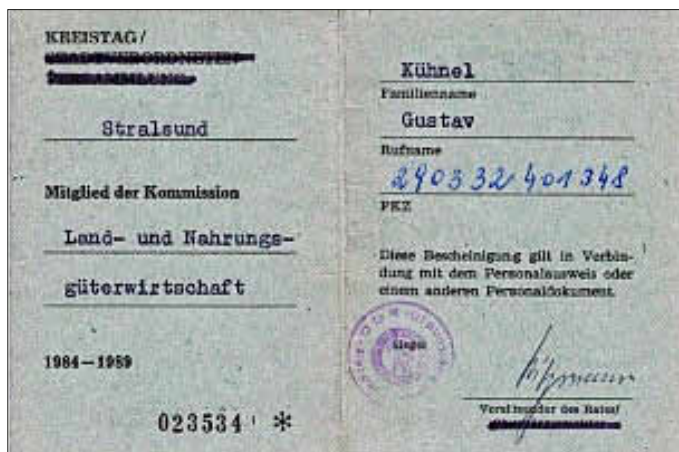 KREISTAG/
Stralsund
Mitglied der Kommission
Land- und Nahrungs-
güterwirtschaft
1984—1989
023534 *
Kühnel
Familienname
Gustav
Rufname
290332401348
PKZ
Diese Bescheinigung gilt in Verbin-
dung mit dem Personalausweis oder
einem anderen Personaldokument.
Siegel
Vorsitzender des Rates/